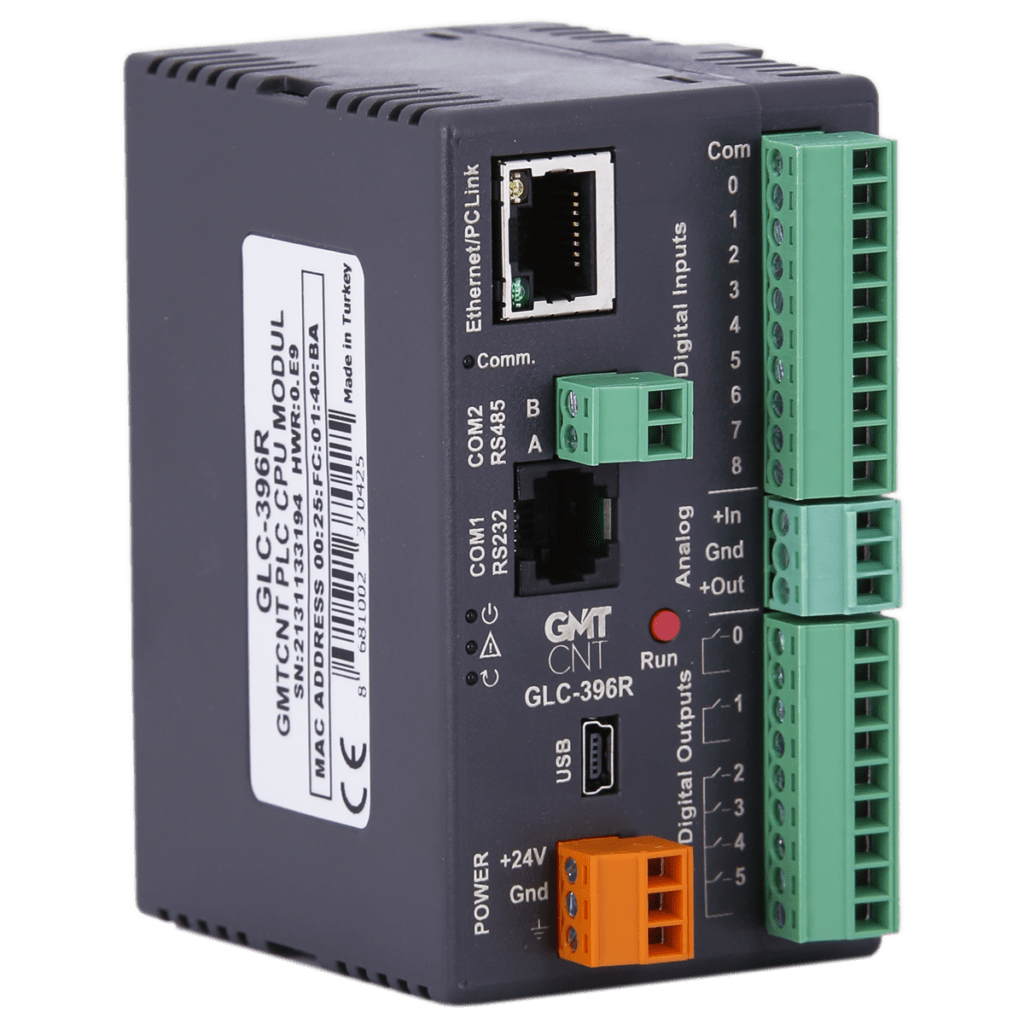 GLC-396R
GMTCNT PLC CPU MODUL
SN:2131133194 HWR:0.E9
MAC ADDRESS 00:25:FC:01:40:BA
8 681002 370425
Made in Turkey
CE
Ethernet/PCLink
Comm.
COM2
RS485
B
A
COM1
RS232
GMT
CNT
GLC-396R
Run
USB
POWER
+24V
Gnd
Digital Inputs
Com
0
1
2
3
4
5
6
7
8
Analog
+In
Gnd
+Out
Digital Outputs
0
1
2
3
4
5